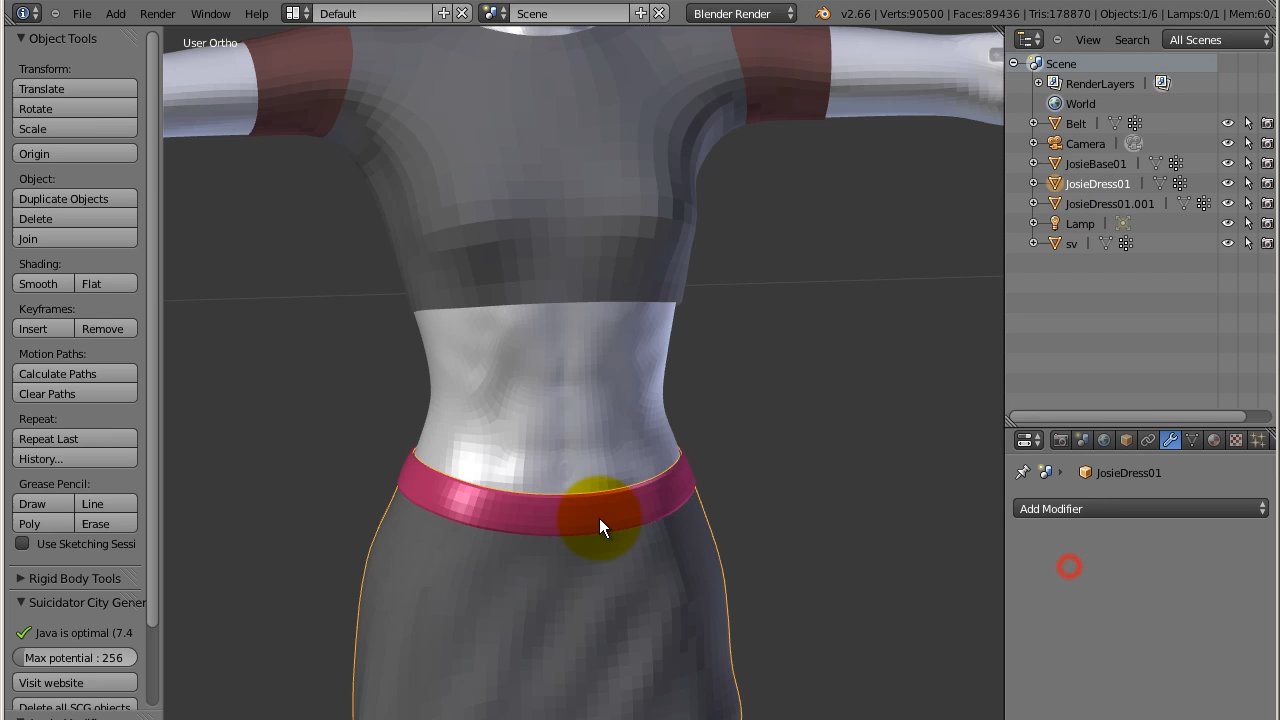 File Add Render Window Help Default Scene Blender Render v2.66 | Verts:90500 | Faces:89436 | Tris:178870 | Objects:1/6 | Lamps:0/1 | Mem:60.
Object Tools
Transform:
Translate
Rotate
Scale
Origin
Object:
Duplicate Objects
Delete
Join
Shading:
Smooth Flat
Keyframes:
Insert Remove
Motion Paths:
Calculate Paths
Clear Paths
Repeat:
Repeat Last
History...
Grease Pencil:
Draw Line
Poly Erase
Use Sketching Sessi
Rigid Body Tools
Suicidator City Gener
Java is optimal (7.4
Max potential : 256
Visit website
Delete all SCG objects
User Ortho
View Search All Scenes
Scene
RenderLayers |
World
Belt |
Camera |
JosieBase01 |
JosieDress01 |
JosieDress01.001 |
Lamp |
sv |
JosieDress01
Add Modifier